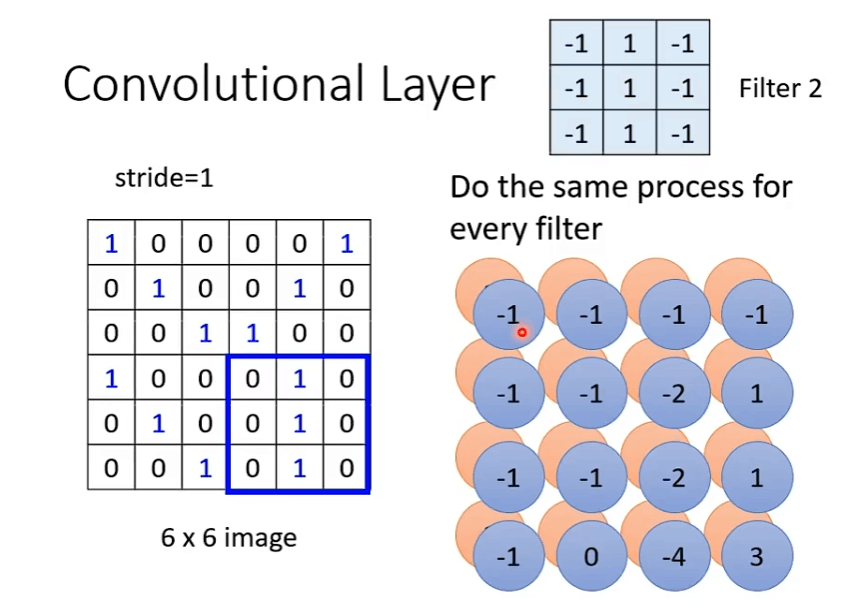 Convolutional Layer
-1 1 -1
-1 1 -1
-1 1 -1
Filter 2
stride=1
1 0 0 0 0 1
0 1 0 0 1 0
0 0 1 1 0 0
1 0 0 0 1 0
0 1 0 0 1 0
0 0 1 0 1 0
6 x 6 image
Do the same process for
every filter
-1 -1 -1 -1
-1 -1 -2 1
-1 -1 -2 1
-1 0 -4 3